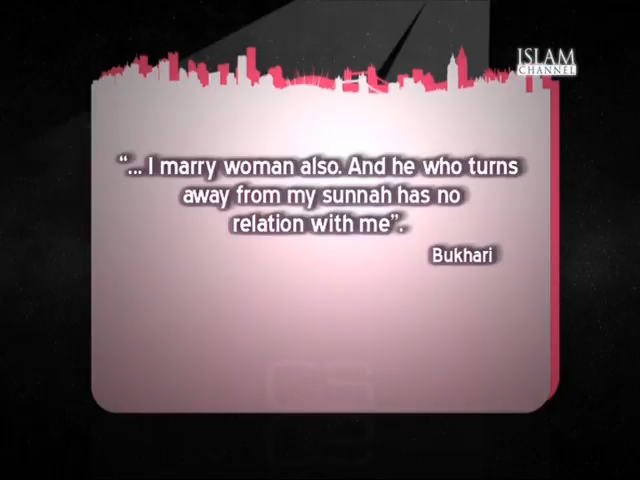 ISLAM
CHANNEL
“... I marry woman also. And he who turns
away from my sunnah has no
relation with me”.
Bukhari